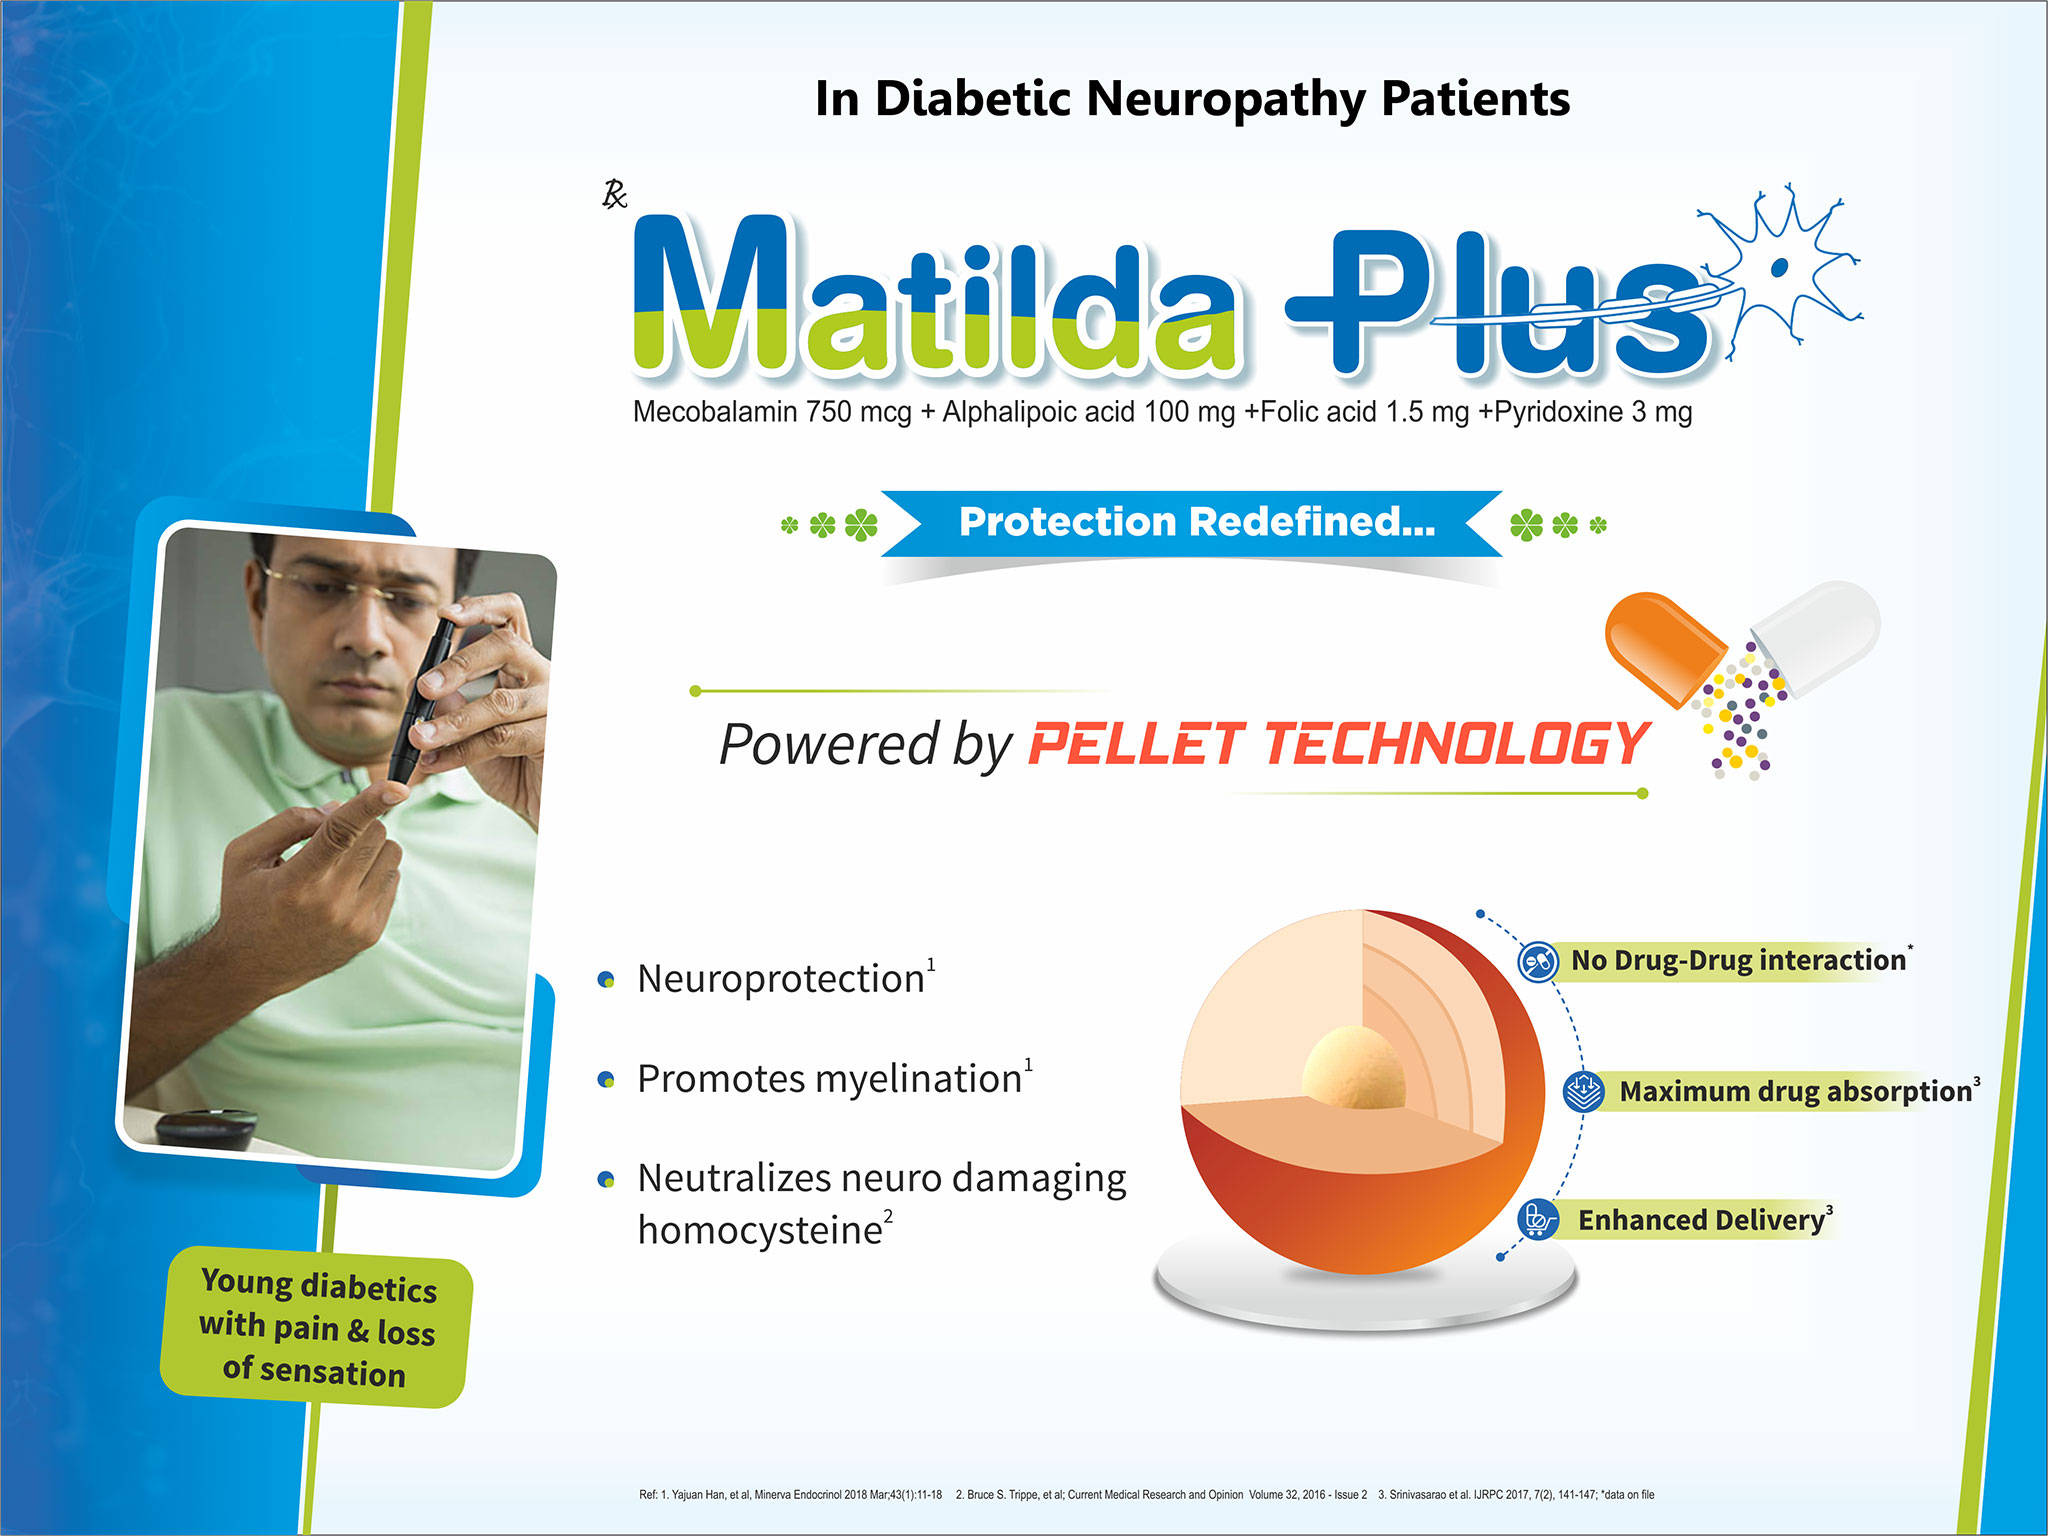 In Diabetic Neuropathy Patients
℞
Matilda Plus
Mecobalamin 750 mcg + Alphalipoic acid 100 mg +Folic acid 1.5 mg +Pyridoxine 3 mg
Protection Redefined...
Powered by PELLET TECHNOLOGY
Neuroprotection¹
Promotes myelination¹
Neutralizes neuro damaging
homocysteine²
No Drug-Drug interaction*
Maximum drug absorption³
Enhanced Delivery³
Young diabetics
with pain & loss
of sensation
Ref: 1. Yajuan Han, et al, Minerva Endocrinol 2018 Mar;43(1):11-18 2. Bruce S. Trippe, et al; Current Medical Research and Opinion Volume 32, 2016 - Issue 2 3. Srinivasarao et al. IJRPC 2017, 7(2), 141-147; *data on file